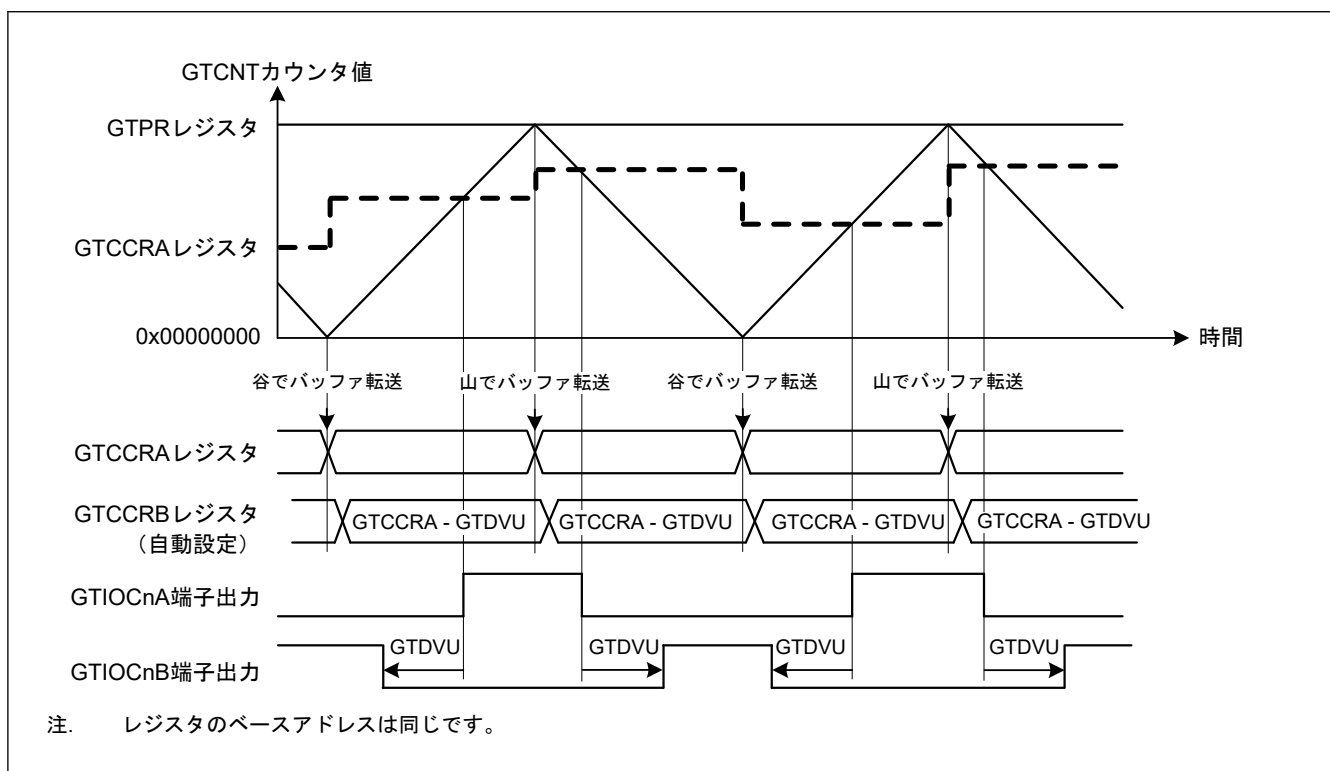 GTCNTカウンタ値
GTPRレジスタ
GTCCRAレジスタ
0x00000000
時間
谷でバッファ転送 山でバッファ転送 谷でバッファ転送 山でバッファ転送
GTCCRAレジスタ
GTCCRBレジスタ
（自動設定）
GTCCRA - GTDVU GTCCRA - GTDVU GTCCRA - GTDVU GTCCRA - GTDVU
GTIOCnA端子出力
GTDVU GTDVU GTDVU GTDVU
GTIOCnB端子出力
注. レジスタのベースアドレスは同じです。